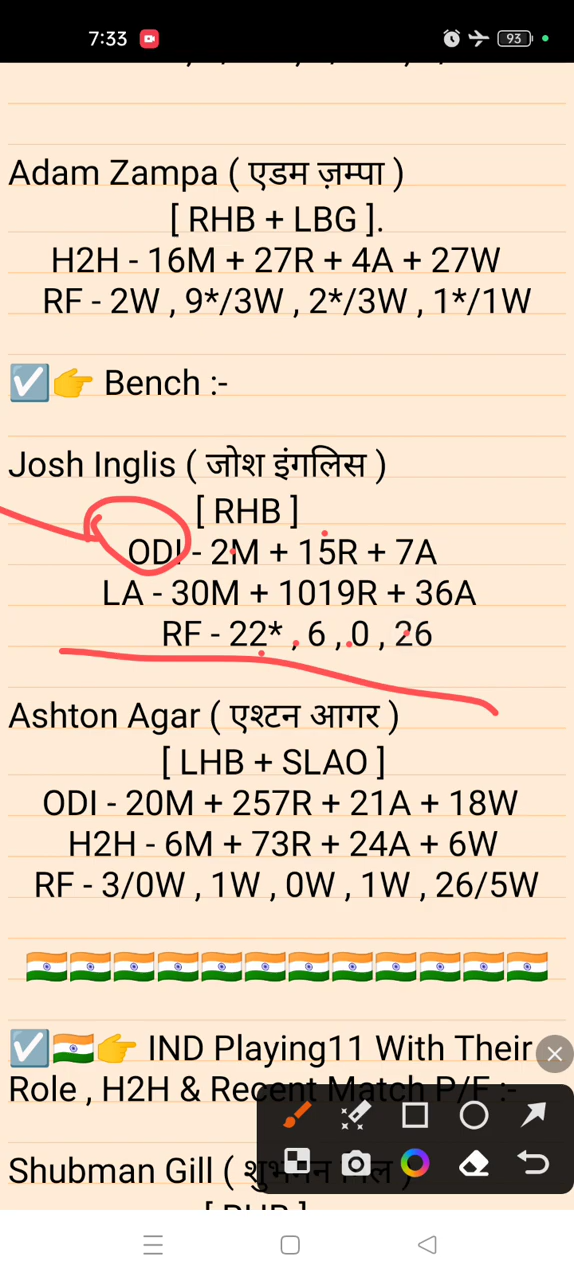 7:33
93
Adam Zampa ( एडम ज़म्पा )
[ RHB + LBG ].
H2H - 16M + 27R + 4A + 27W
RF - 2W , 9*/3W , 2*/3W , 1*/1W
☑️👉 Bench :-
Josh Inglis ( जोश इंगलिस )
[ RHB ]
ODI - 2M + 15R + 7A
LA - 30M + 1019R + 36A
RF - 22* , 6 , 0 , 26
Ashton Agar ( एश्टन आगर )
[ LHB + SLAO ]
ODI - 20M + 257R + 21A + 18W
H2H - 6M + 73R + 24A + 6W
RF - 3/0W , 1W , 0W , 1W , 26/5W
🇮🇳🇮🇳🇮🇳🇮🇳🇮🇳🇮🇳🇮🇳🇮🇳🇮🇳🇮🇳🇮🇳🇮🇳
☑️🇮🇳👉 IND Playing11 With Their
Role , H2H & Recent Match P/F :-
Shubman Gill ( शुभमन गिल )
[ RHB ]